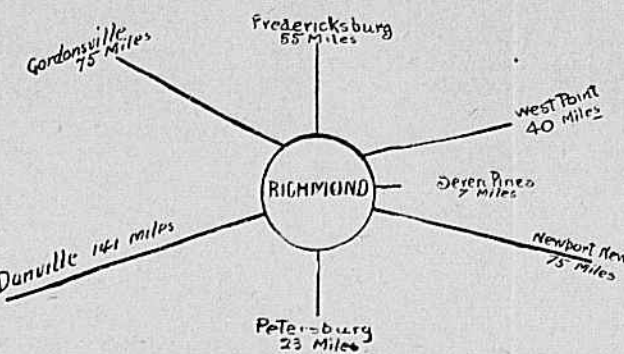 Fredericksburg
55 Miles
Gordonsville
75 Miles
West Point
40 Miles
RICHMOND
Seven Pines
7 Miles
Danville 141 Miles
Newport New
75 Miles
Petersburg
23 Miles